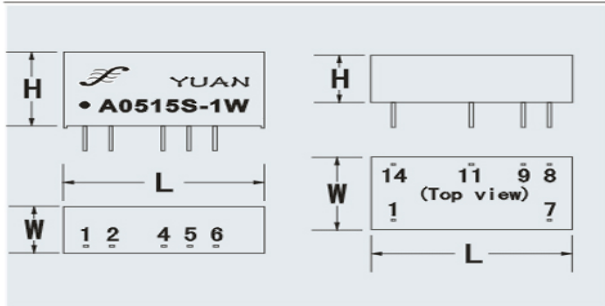 H
YUAN
• A0515S-1W
L
W
1 2 4 5 6
H
W
14 11 9 8
(Top view)
1 7
L